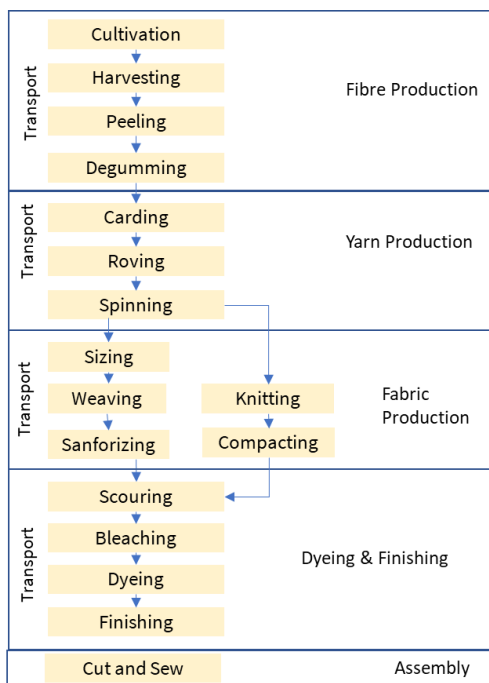 Transport
Cultivation
Harvesting
Peeling
Degumming
Fibre Production
Transport
Carding
Roving
Spinning
Yarn Production
Transport
Sizing
Weaving
Sanforizing
Knitting
Compacting
Fabric
Production
Transport
Scouring
Bleaching
Dyeing
Finishing
Dyeing & Finishing
Cut and Sew
Assembly